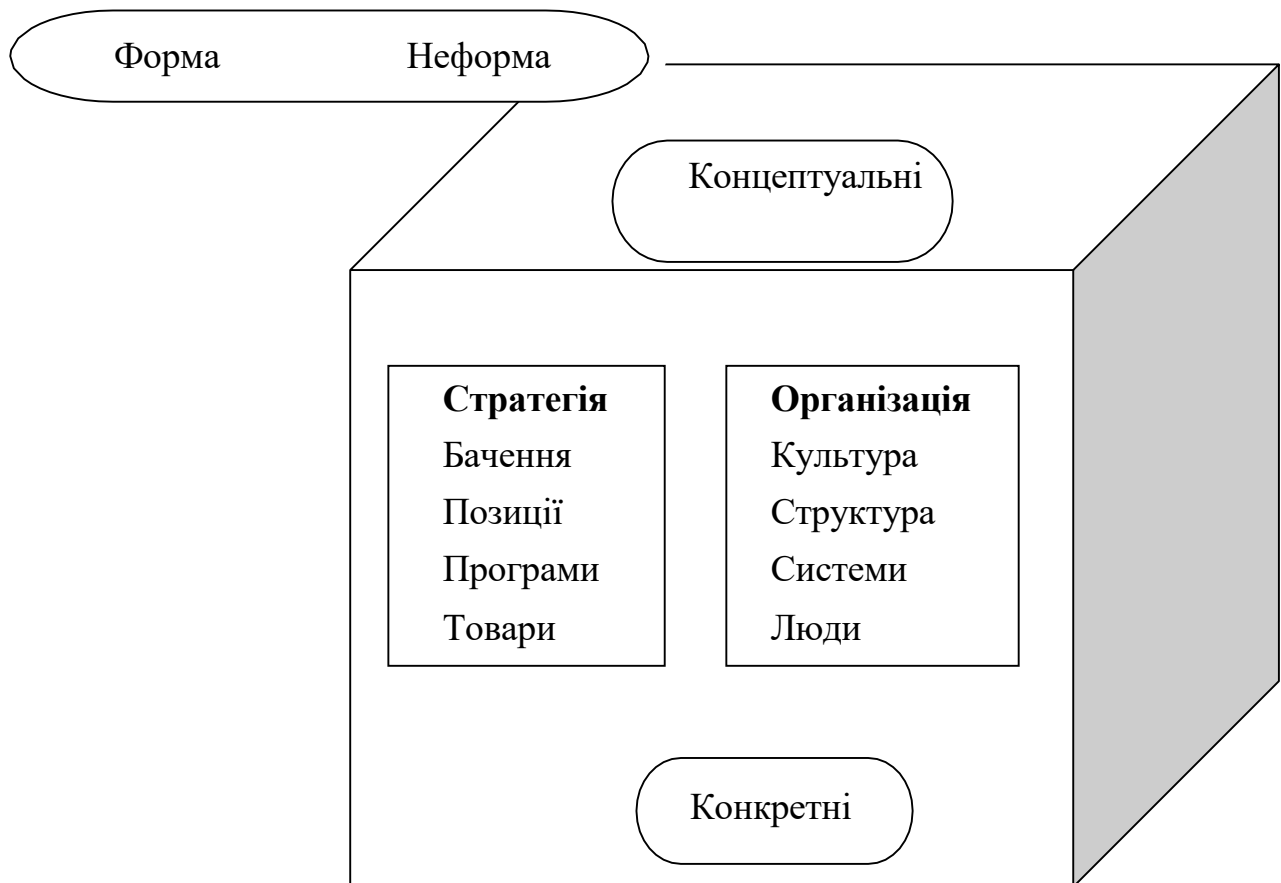 Форма Неформа
Концептуальні
Стратегія
Бачення
Позиції
Програми
Товари
Організація
Культура
Структура
Системи
Люди
Конкретні